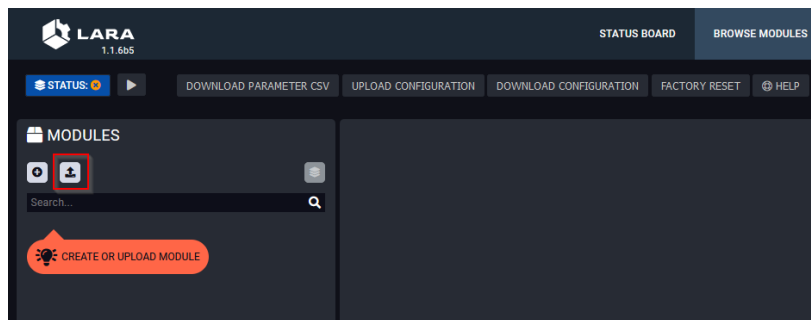 LARA
1.1.6b5
STATUS BOARD
BROWSE MODULES
STATUS:
DOWNLOAD PARAMETER CSV
UPLOAD CONFIGURATION
DOWNLOAD CONFIGURATION
FACTORY RESET
HELP
MODULES
Search...
CREATE OR UPLOAD MODULE